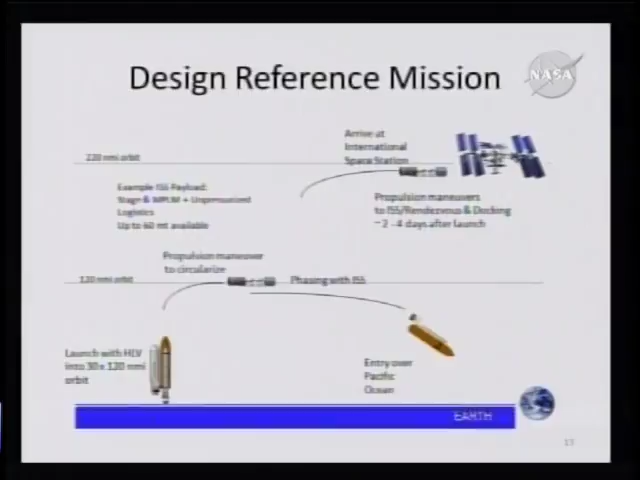 Design Reference Mission
NASA
Arrive at
International
Space Station
220 nmi orbit
Example ISS Payload:
Stage & MPLM + Unpressurized
Logistics
Up to 60 mt available
Propulsion maneuvers
to ISS/Rendezvous & Docking
~2 -4 days after launch
Propulsion maneuver
to circularize
120 nmi orbit
Phasing with ISS
Launch with HLV
into 30 x 120 nmi
orbit
Entry over
Pacific
Ocean
EARTH
13